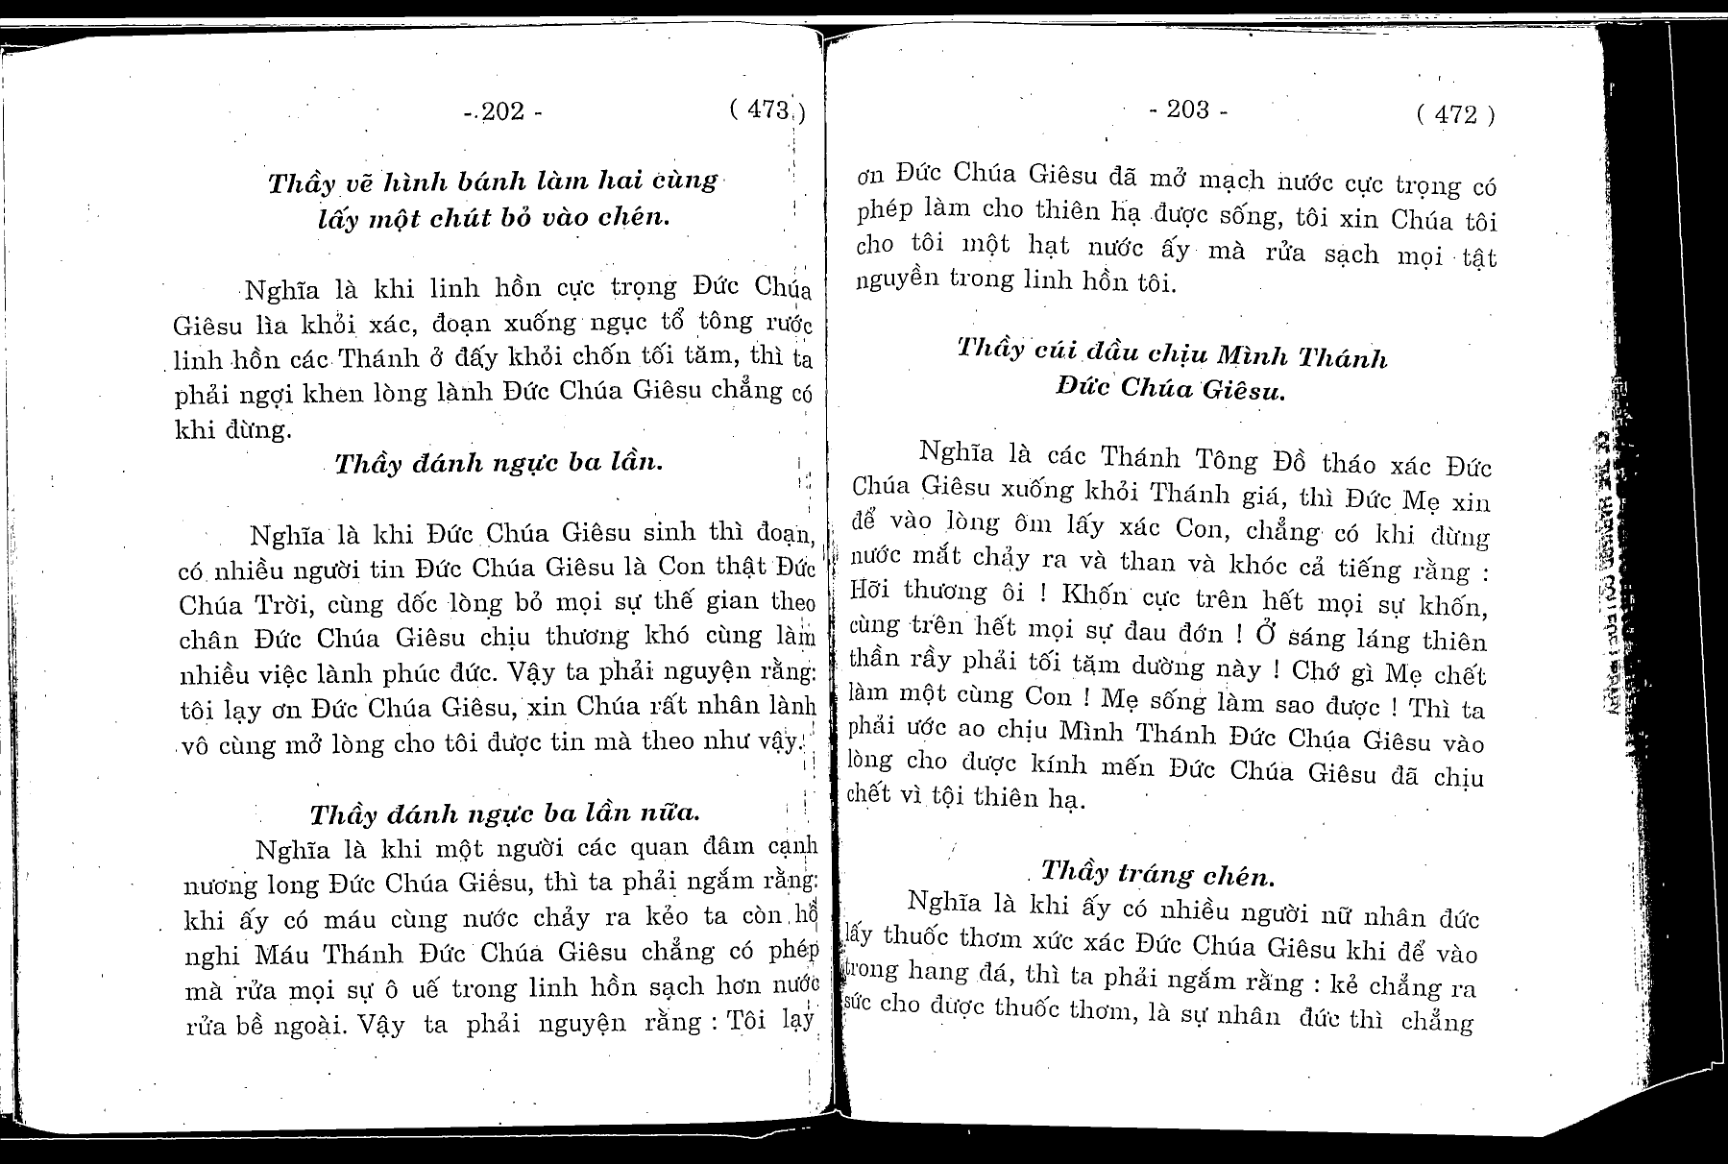 - 202 -
( 473 )
Thầy vẽ hình bánh làm hai cùng
lấy một chút bỏ vào chén.
Nghĩa là khi linh hồn cực trọng Đức Chúa
Giêsu lìa khỏi xác, đoạn xuống ngục tổ tông rước
linh hồn các Thánh ở đấy khỏi chốn tối tăm, thì ta
phải ngợi khen lòng lành Đức Chúa Giêsu chẳng có
khi đừng.
Thầy đánh ngực ba lần.
Nghĩa là khi Đức Chúa Giêsu sinh thì đoạn,
có nhiều người tin Đức Chúa Giêsu là Con thật Đức
Chúa Trời, cùng dốc lòng bỏ mọi sự thế gian theo
chân Đức Chúa Giêsu chịu thương khó cùng làm
nhiều việc lành phúc đức. Vậy ta phải nguyện rằng:
tôi lạy ơn Đức Chúa Giêsu, xin Chúa rất nhân lành
vô cùng mở lòng cho tôi được tin mà theo như vậy.
Thầy đánh ngực ba lần nữa.
Nghĩa là khi một người các quan đâm cạnh
nương long Đức Chúa Giêsu, thì ta phải ngắm rằng:
khi ấy có máu cùng nước chảy ra kẻo ta còn hồ
nghi Máu Thánh Đức Chúa Giêsu chẳng có phép
mà rửa mọi sự ô uế trong linh hồn sạch hơn nước
rửa bề ngoài. Vậy ta phải nguyện rằng : Tôi lạy
- 203 -
( 472 )
ơn Đức Chúa Giêsu đã mở mạch nước cực trọng có
phép làm cho thiên hạ được sống, tôi xin Chúa tôi
cho tôi một hạt nước ấy mà rửa sạch mọi tật
nguyền trong linh hồn tôi.
Thầy cúi đầu chịu Mình Thánh
Đức Chúa Giêsu.
Nghĩa là các Thánh Tông Đồ tháo xác Đức
Chúa Giêsu xuống khỏi Thánh giá, thì Đức Mẹ xin
để vào lòng ôm lấy xác Con, chẳng có khi đừng
nước mắt chảy ra và than và khóc cả tiếng rằng :
Hỡi thương ôi ! Khốn cực trên hết mọi sự khốn,
cùng trên hết mọi sự đau đớn ! Ở sáng láng thiên
thần rầy phải tối tăm dường này ! Chớ gì Mẹ chết
làm một cùng Con ! Mẹ sống làm sao được ! Thì ta
phải ước ao chịu Mình Thánh Đức Chúa Giêsu vào
lòng cho được kính mến Đức Chúa Giêsu đã chịu
chết vì tội thiên hạ.
Thầy tráng chén.
Nghĩa là khi ấy có nhiều người nữ nhân đức
lấy thuốc thơm xức xác Đức Chúa Giêsu khi để vào
trong hang đá, thì ta phải ngắm rằng : kẻ chẳng ra
sức cho được thuốc thơm, là sự nhân đức thì chẳng